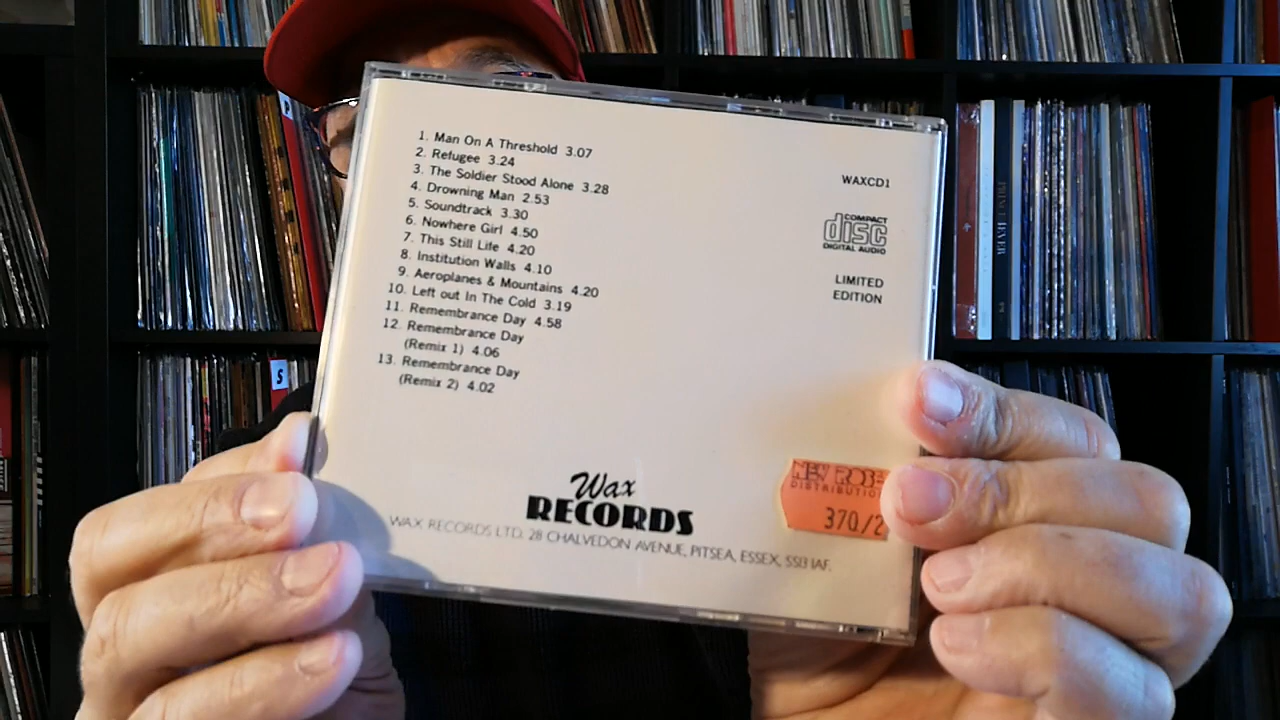 1. Man On A Threshold 3.07
2. Refugee 3.24
3. The Soldier Stood Alone 3.28
4. Drowning Man 2.53
5. Soundtrack 3.30
6. Nowhere Girl 4.50
7. This Still Life 4.20
8. Institution Walls 4.10
9. Aeroplanes & Mountains 4.20
10. Left out In The Cold 3.19
11. Remembrance Day 4.58
12. Remembrance Day
(Remix 1) 4.06
13. Remembrance Day
(Remix 2) 4.02
WAXCD1
COMPACT
disc
DIGITAL AUDIO
LIMITED
EDITION
Wax
RECORDS
WAX RECORDS LTD. 28 CHALVEDON AVENUE, PITSEA, ESSEX, SS13 1AF.
NEW ROSE
DISTRIBUTIO
370/2
P
S